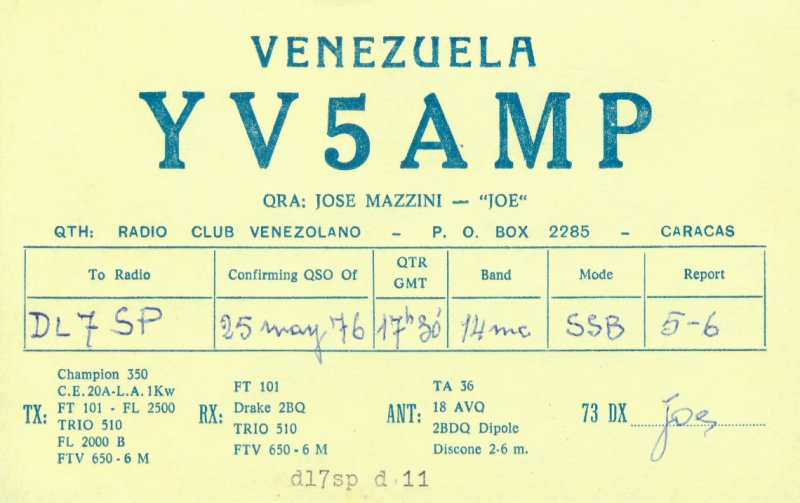 VENEZUELA
YV5AMP
QRA: JOSE MAZZINI — "JOE"
QTH: RADIO CLUB VENEZOLANO - P. O. BOX 2285 - CARACAS
To Radio Confirming QSO Of QTR GMT Band Mode Report
DL7SP 25 may 76 17h30 14 mc SSB 5-6
TX: Champion 350
C.E. 20A-L.A. 1Kw
FT 101 - FL 2500
TRIO 510
FL 2000 B
FTV 650-6 M
RX: FT 101
Drake 2BQ
TRIO 510
FTV 650-6 M
ANT: TA 36
18 AVQ
2BDQ Dipole
Discone 2-6 m.
73 DX Joe
dl7sp d.11